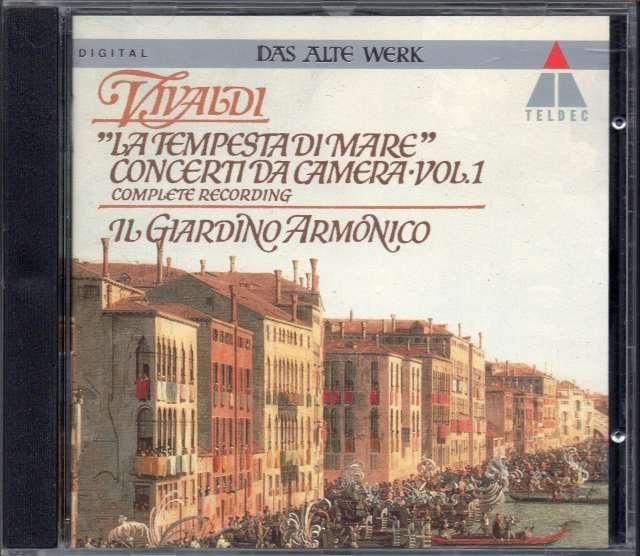 DIGITAL
DAS ALTE WERK
VIVALDI
"LA TEMPESTA DI MARE"
CONCERTI DA CAMERA·VOL.1
COMPLETE RECORDING
IL GIARDINO ARMÓNICO
TELDEC